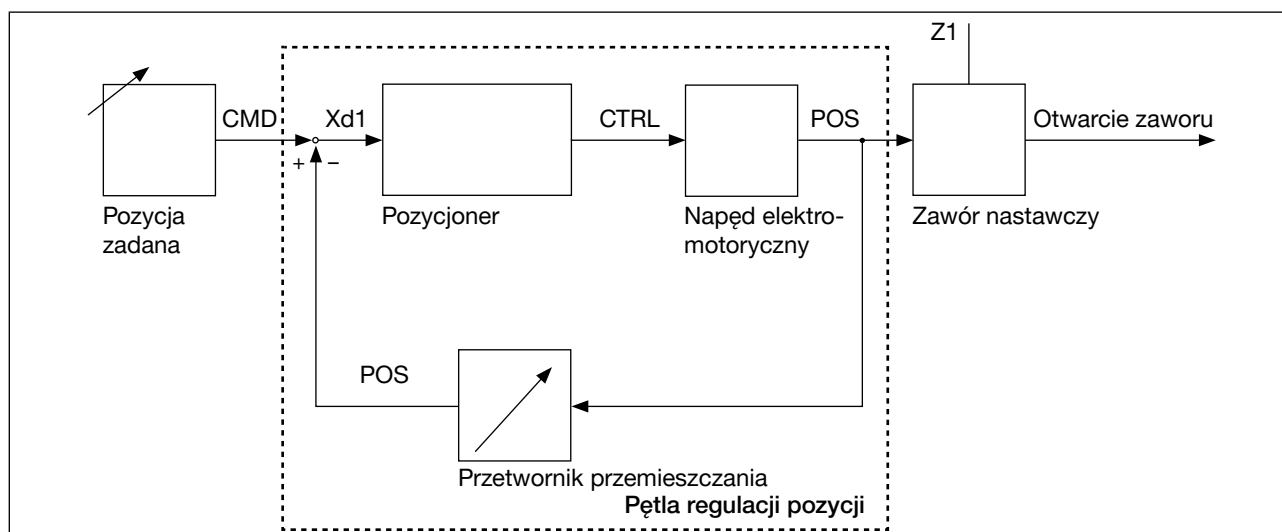 Z1
CMD
Xd1
CTRL
POS
Otwarcie zaworu
+ −
Pozycja
zadana
Pozycjoner
Napęd elektro-
motoryczny
Zawór nastawczy
POS
Przetwornik przemieszczania
Pętla regulacji pozycji